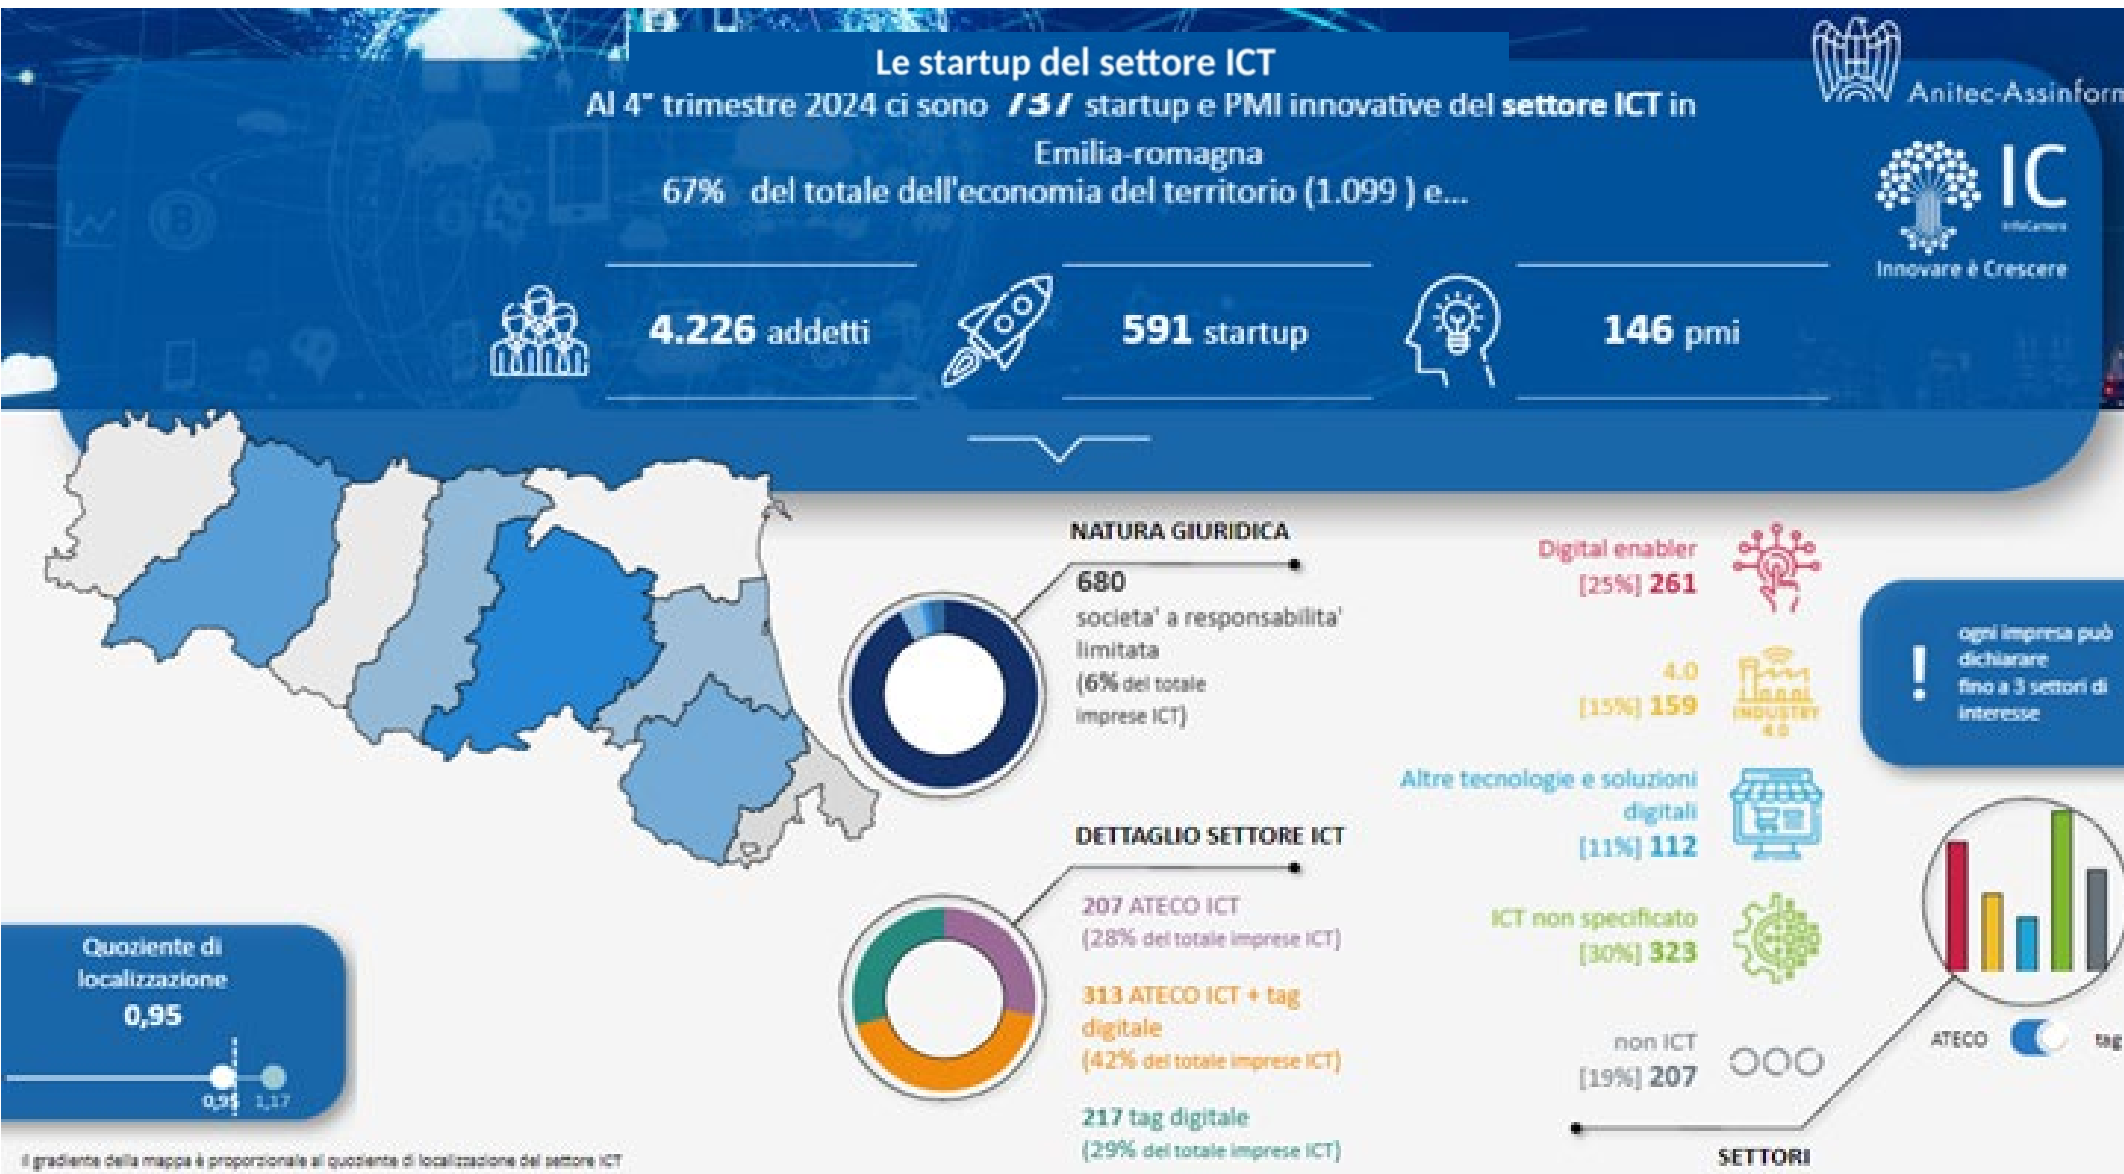 Le startup del settore ICT
Al 4° trimestre 2024 ci sono 737 startup e PMI innovative del settore ICT in
Emilia-romagna
67% del totale dell'economia del territorio (1.099 ) e...
Anitec-Assinform
IC
InfoCamere
Innovare è Crescere
4.226 addetti
591 startup
146 pmi
NATURA GIURIDICA
680
societa' a responsabilita'
limitata
(6% del totale
imprese ICT)
DETTAGLIO SETTORE ICT
207 ATECO ICT
(28% del totale imprese ICT)
313 ATECO ICT + tag
digitale
(42% del totale imprese ICT)
217 tag digitale
(29% del totale imprese ICT)
Digital enabler
[25%] 261
4.0
[15%] 159
INDUSTRY
4.0
Altre tecnologie e soluzioni
digitali
[11%] 112
ICT non specificato
[30%] 323
non ICT
[19%] 207
SETTORI
!
ogni impresa può
dichiarare
fino a 3 settori di
interesse
ATECO
tag
Quoziente di
localizzazione
0,95
0,95 1,17
il gradiente della mappa è proporzionale al quoziente di localizzazione del settore ICT